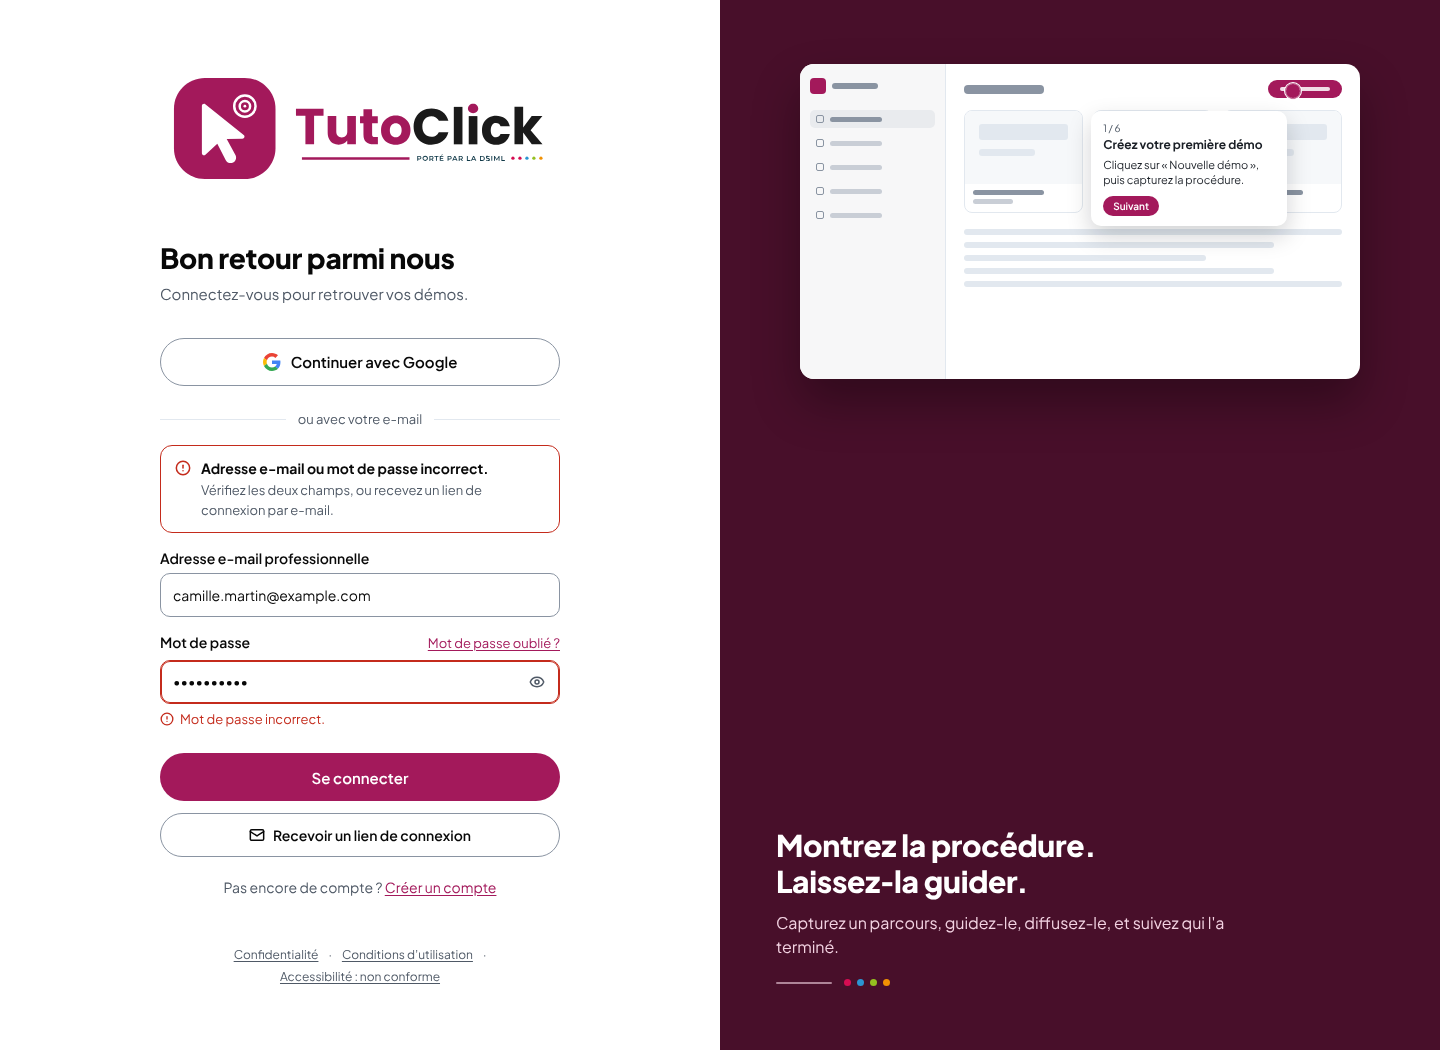 TutoClick
PORTÉ PAR LA DSIML
Bon retour parmi nous
Connectez-vous pour retrouver vos démos.
Continuer avec Google
ou avec votre e-mail
Adresse e-mail ou mot de passe incorrect.
Vérifiez les deux champs, ou recevez un lien de
connexion par e-mail.
Adresse e-mail professionnelle
camille.martin@example.com
Mot de passe
Mot de passe oublié ?
••••••••••
Mot de passe incorrect.
Se connecter
Recevoir un lien de connexion
Pas encore de compte ? Créer un compte
Confidentialité · Conditions d'utilisation ·
Accessibilité : non conforme
1 / 6
Créez votre première démo
Cliquez sur « Nouvelle démo »,
puis capturez la procédure.
Suivant
Montrez la procédure.
Laissez-la guider.
Capturez un parcours, guidez-le, diffusez-le, et suivez qui l'a
terminé.